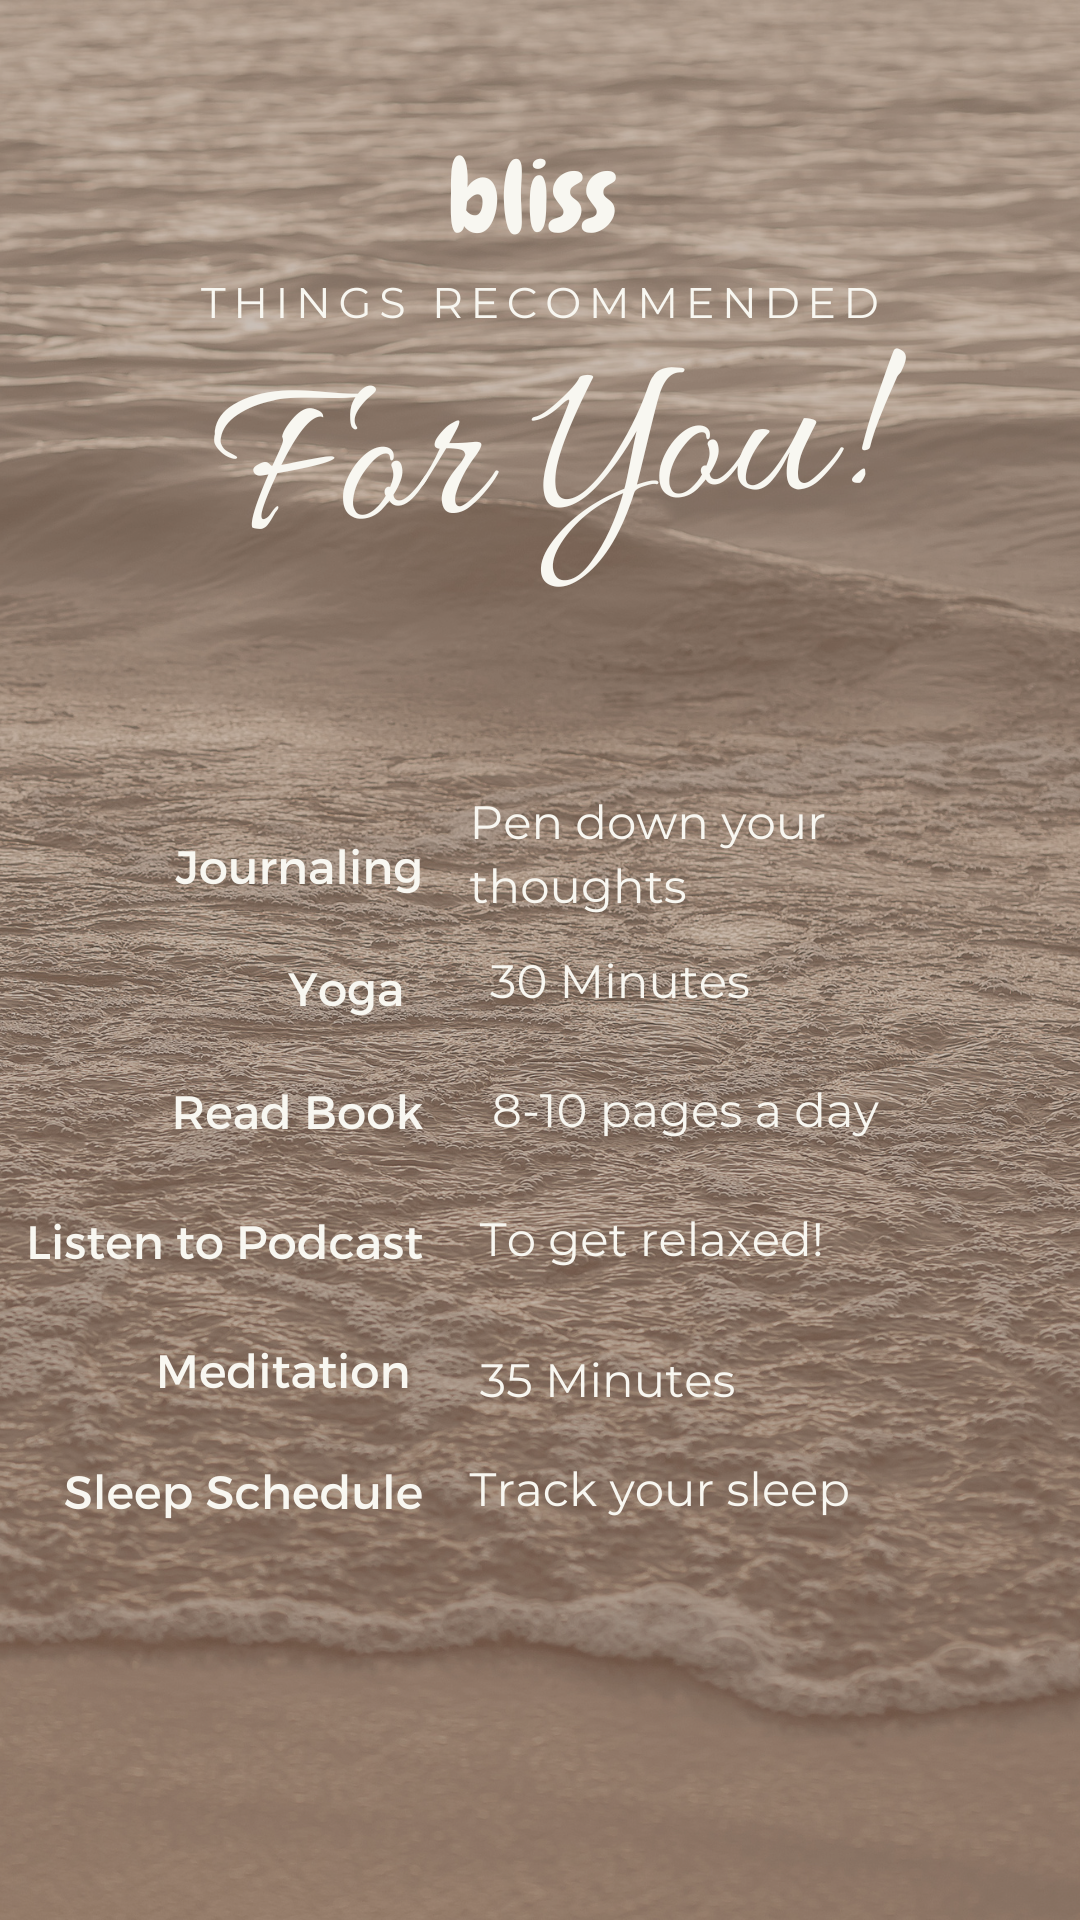 bliss
THINGS RECOMMENDED
For You!
Journaling
Pen down your
thoughts
Yoga
30 Minutes
Read Book
8-10 pages a day
Listen to Podcast
To get relaxed!
Meditation
35 Minutes
Sleep Schedule
Track your sleep